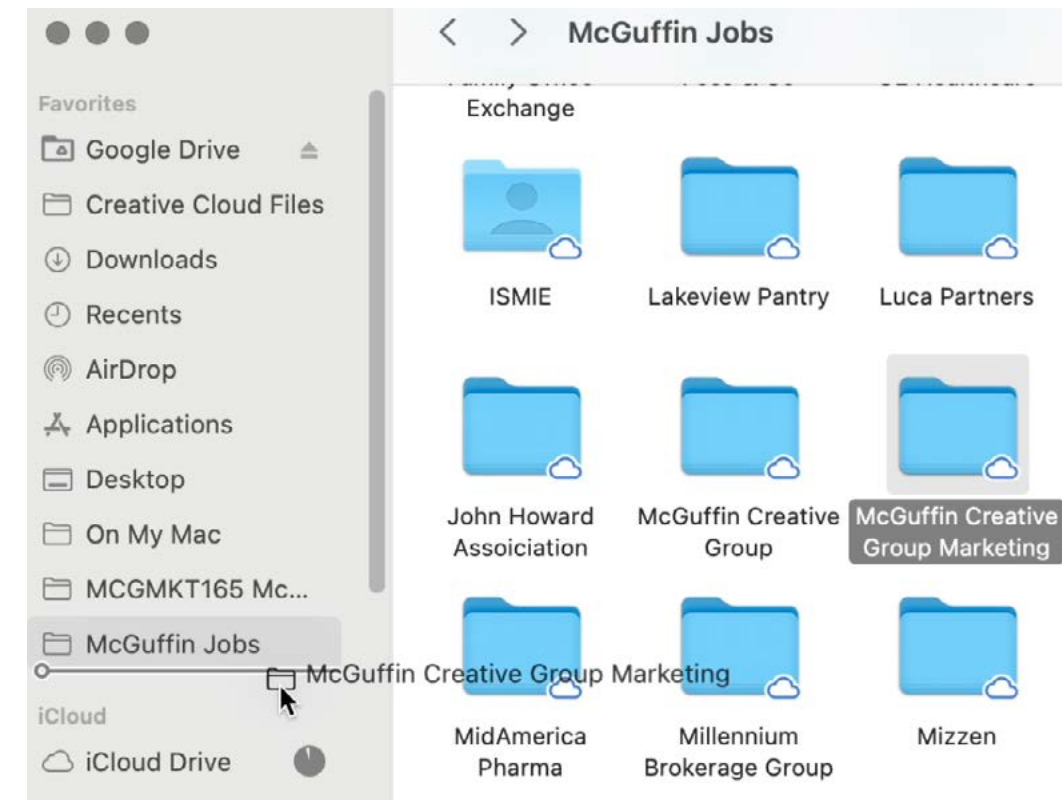 McGuffin Jobs
Favorites
Google Drive
Creative Cloud Files
Downloads
Recents
AirDrop
Applications
Desktop
On My Mac
MCGMKT165 Mc...
McGuffin Jobs
McGuffin Creative Group Marketing
iCloud
iCloud Drive
Exchange
ISMIE
Lakeview Pantry
Luca Partners
John Howard
Assoiciation
McGuffin Creative
Group
McGuffin Creative
Group Marketing
MidAmerica
Pharma
Millennium
Brokerage Group
Mizzen